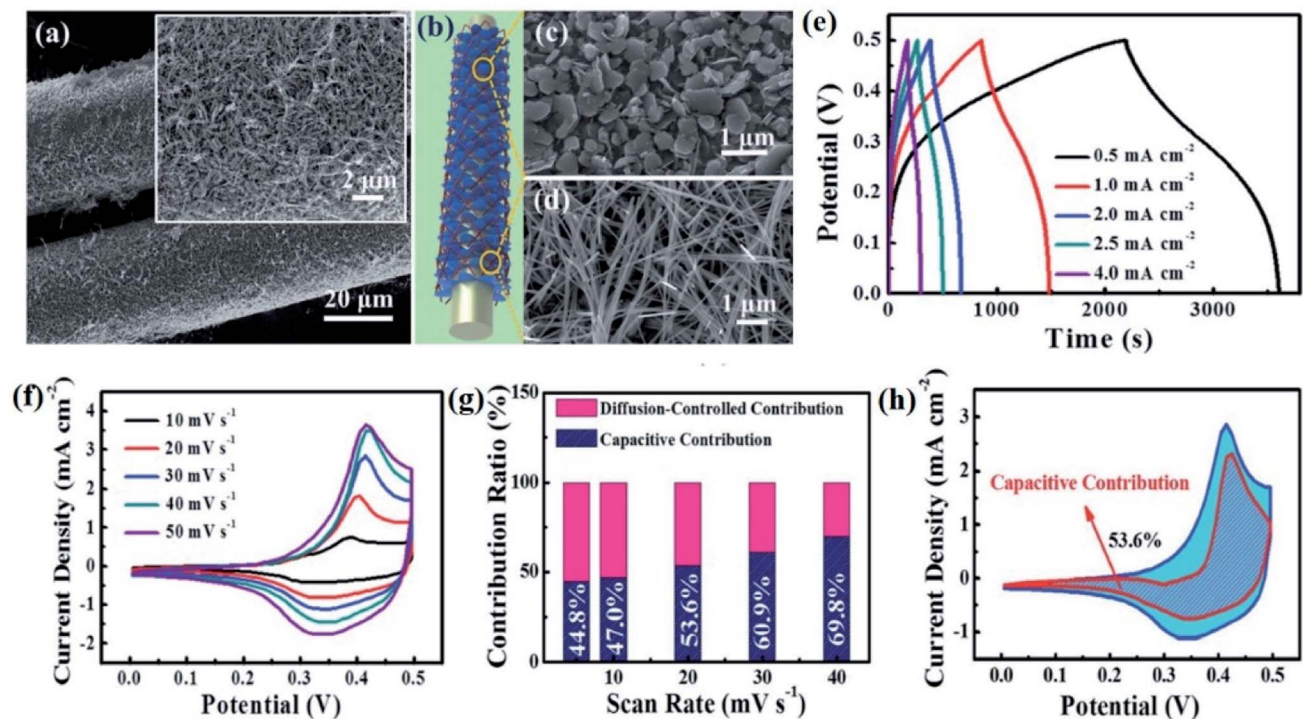 (a)
2 μm
20 μm
(b)
(c)
1 μm
(d)
1 μm
(e)
Potential (V)
0.5
0.4
0.3
0.2
0.1
0.0
0.5 mA cm⁻²
1.0 mA cm⁻²
2.0 mA cm⁻²
2.5 mA cm⁻²
4.0 mA cm⁻²
0 1000 2000 3000
Time (s)
(f)
Current Density (mA cm⁻²)
4
3
2
1
0
-1
-2
10 mV s⁻¹
20 mV s⁻¹
30 mV s⁻¹
40 mV s⁻¹
50 mV s⁻¹
0.0 0.1 0.2 0.3 0.4 0.5
Potential (V)
(g)
Contribution Ratio (%)
150
100
50
0
Diffusion-Controlled Contribution
Capacitive Contribution
44.8%
47.0%
53.6%
60.9%
69.8%
10 20 30 40
Scan Rate (mV s⁻¹)
(h)
Current Density (mA cm⁻²)
3
2
1
0
-1
Capacitive Contribution
53.6%
0.0 0.1 0.2 0.3 0.4 0.5
Potential (V)